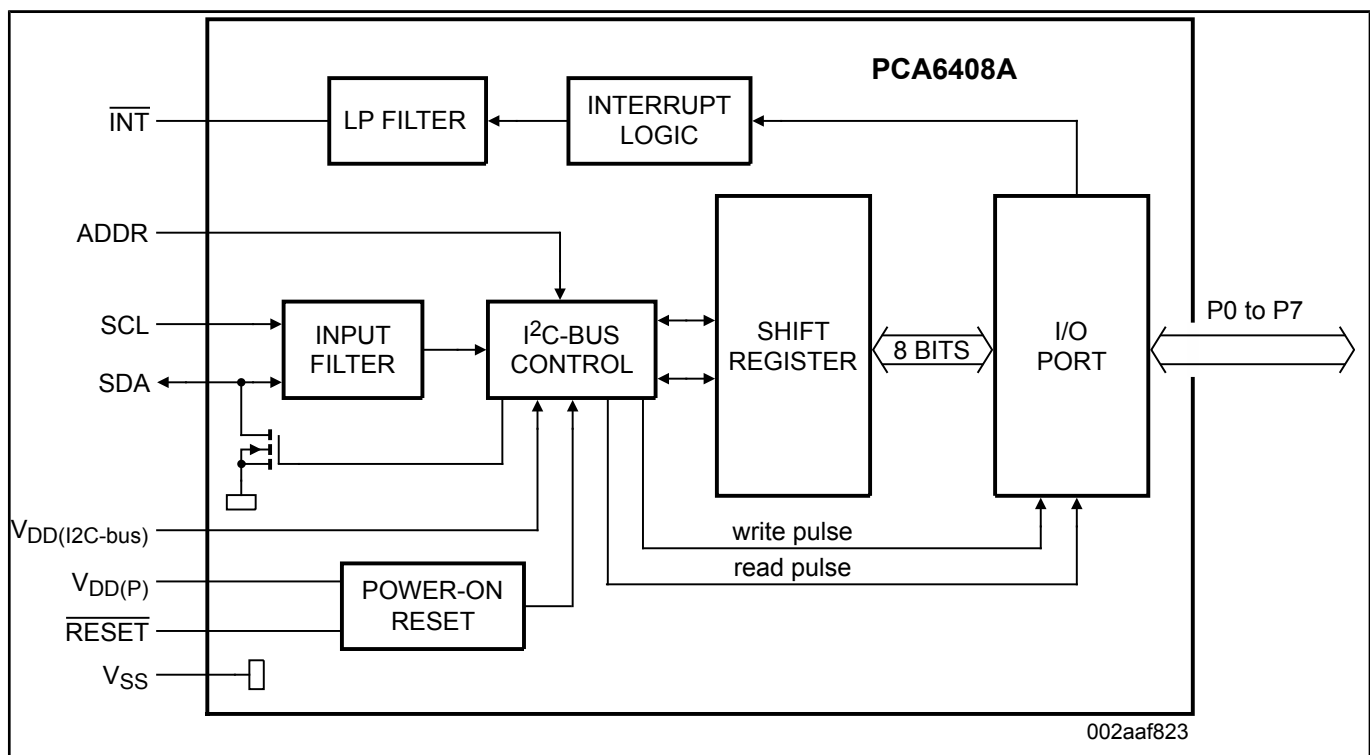 PCA6408A
INT
LP FILTER
INTERRUPT
LOGIC
ADDR
SCL
SDA
INPUT
FILTER
I²C-BUS
CONTROL
SHIFT
REGISTER
8 BITS
I/O
PORT
P0 to P7
VDD(I2C-bus)
write pulse
read pulse
VDD(P)
RESET
POWER-ON
RESET
VSS
002aaf823